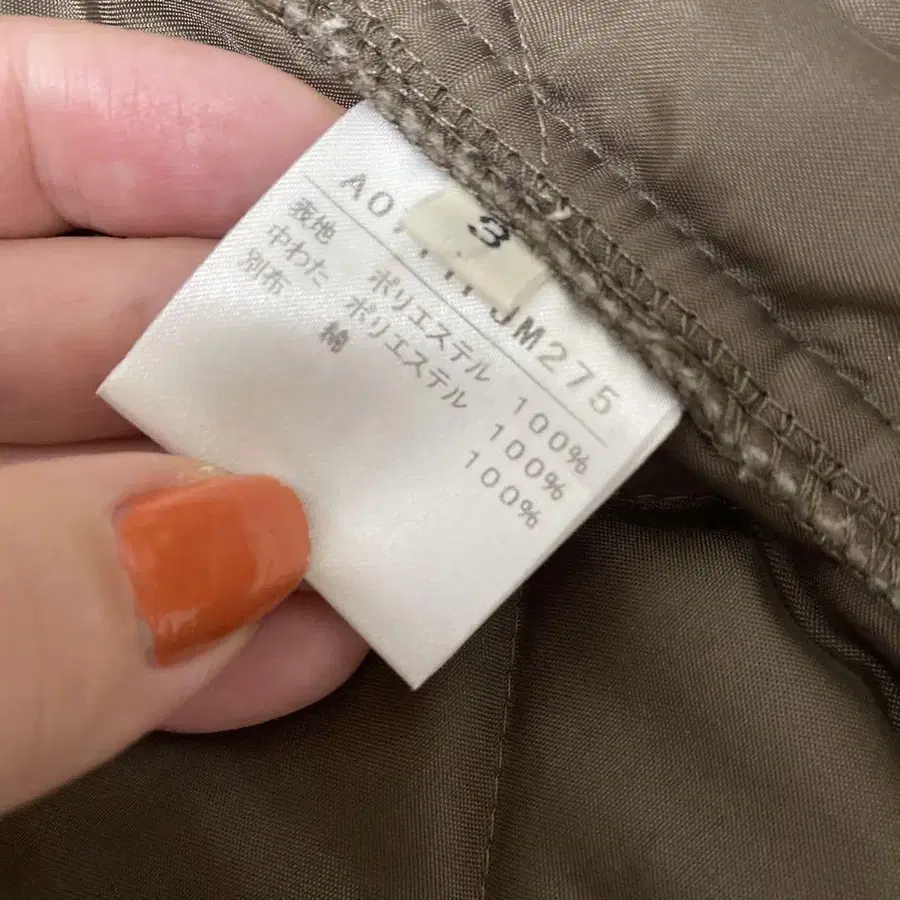 3
JM275
表地 ポリエステル 100%
中わた ポリエステル 100%
別布 綿 100%